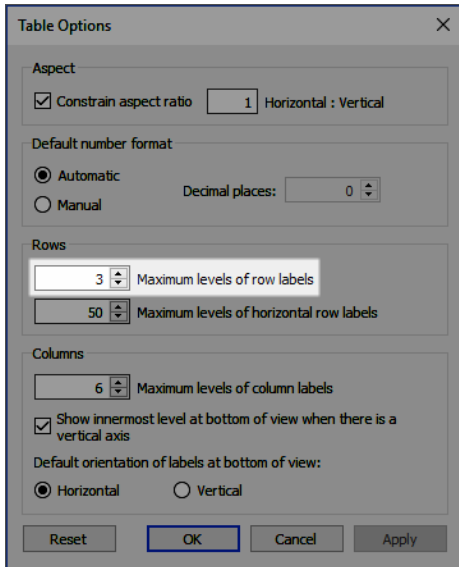 Table Options
Aspect
Constrain aspect ratio 1 Horizontal : Vertical
Default number format
Automatic
Decimal places: 0
Manual
Rows
3 Maximum levels of row labels
50 Maximum levels of horizontal row labels
Columns
6 Maximum levels of column labels
Show innermost level at bottom of view when there is a
vertical axis
Default orientation of labels at bottom of view:
Horizontal Vertical
Reset OK Cancel Apply